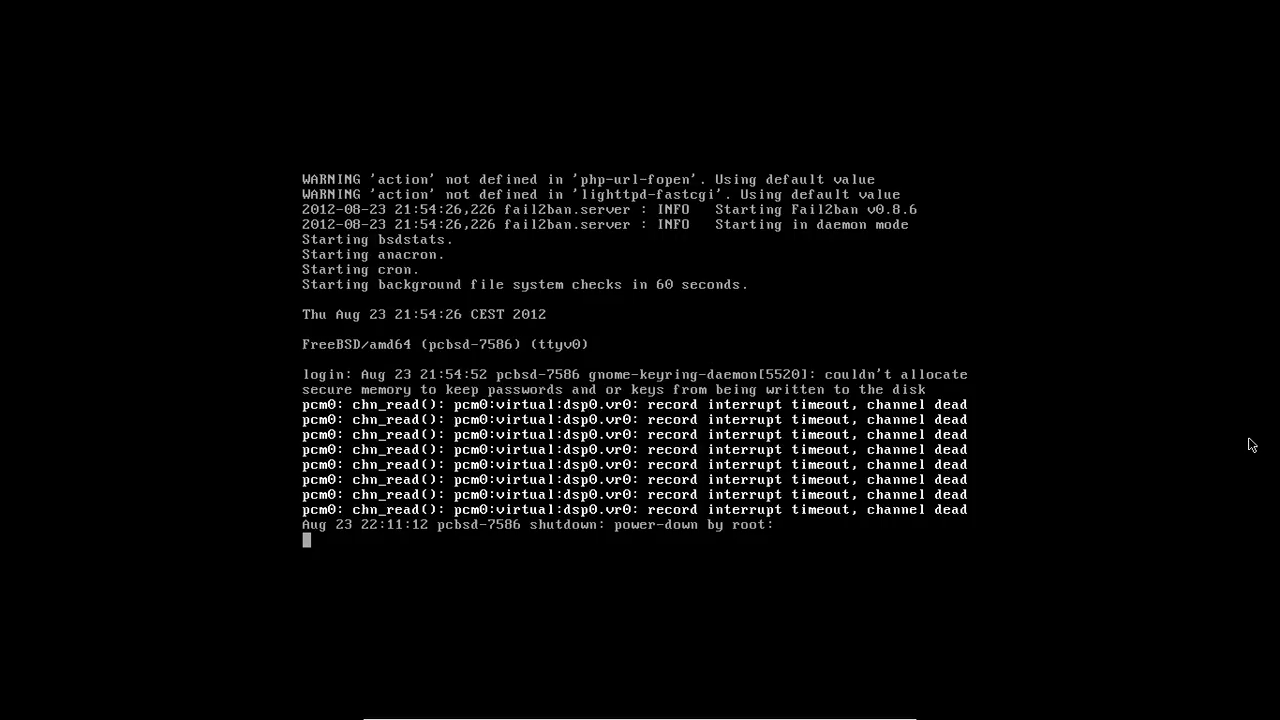 WARNING 'action' not defined in 'php-url-fopen'. Using default value
WARNING 'action' not defined in 'lighttpd-fastcgi'. Using default value
2012-08-23 21:54:26,226 fail2ban.server : INFO   Starting Fail2ban v0.8.6
2012-08-23 21:54:26,226 fail2ban.server : INFO   Starting in daemon mode
Starting bsdstats.
Starting anacron.
Starting cron.
Starting background file system checks in 60 seconds.
Thu Aug 23 21:54:26 CEST 2012
FreeBSD/amd64 (pcbsd-7586) (ttyv0)
login: Aug 23 21:54:52 pcbsd-7586 gnome-keyring-daemon[5520]: couldn't allocate
secure memory to keep passwords and or keys from being written to the disk
pcm0: chn_read(): pcm0:virtual:dsp0.vr0: record interrupt timeout, channel dead
pcm0: chn_read(): pcm0:virtual:dsp0.vr0: record interrupt timeout, channel dead
pcm0: chn_read(): pcm0:virtual:dsp0.vr0: record interrupt timeout, channel dead
pcm0: chn_read(): pcm0:virtual:dsp0.vr0: record interrupt timeout, channel dead
pcm0: chn_read(): pcm0:virtual:dsp0.vr0: record interrupt timeout, channel dead
pcm0: chn_read(): pcm0:virtual:dsp0.vr0: record interrupt timeout, channel dead
pcm0: chn_read(): pcm0:virtual:dsp0.vr0: record interrupt timeout, channel dead
pcm0: chn_read(): pcm0:virtual:dsp0.vr0: record interrupt timeout, channel dead
Aug 23 22:11:12 pcbsd-7586 shutdown: power-down by root: